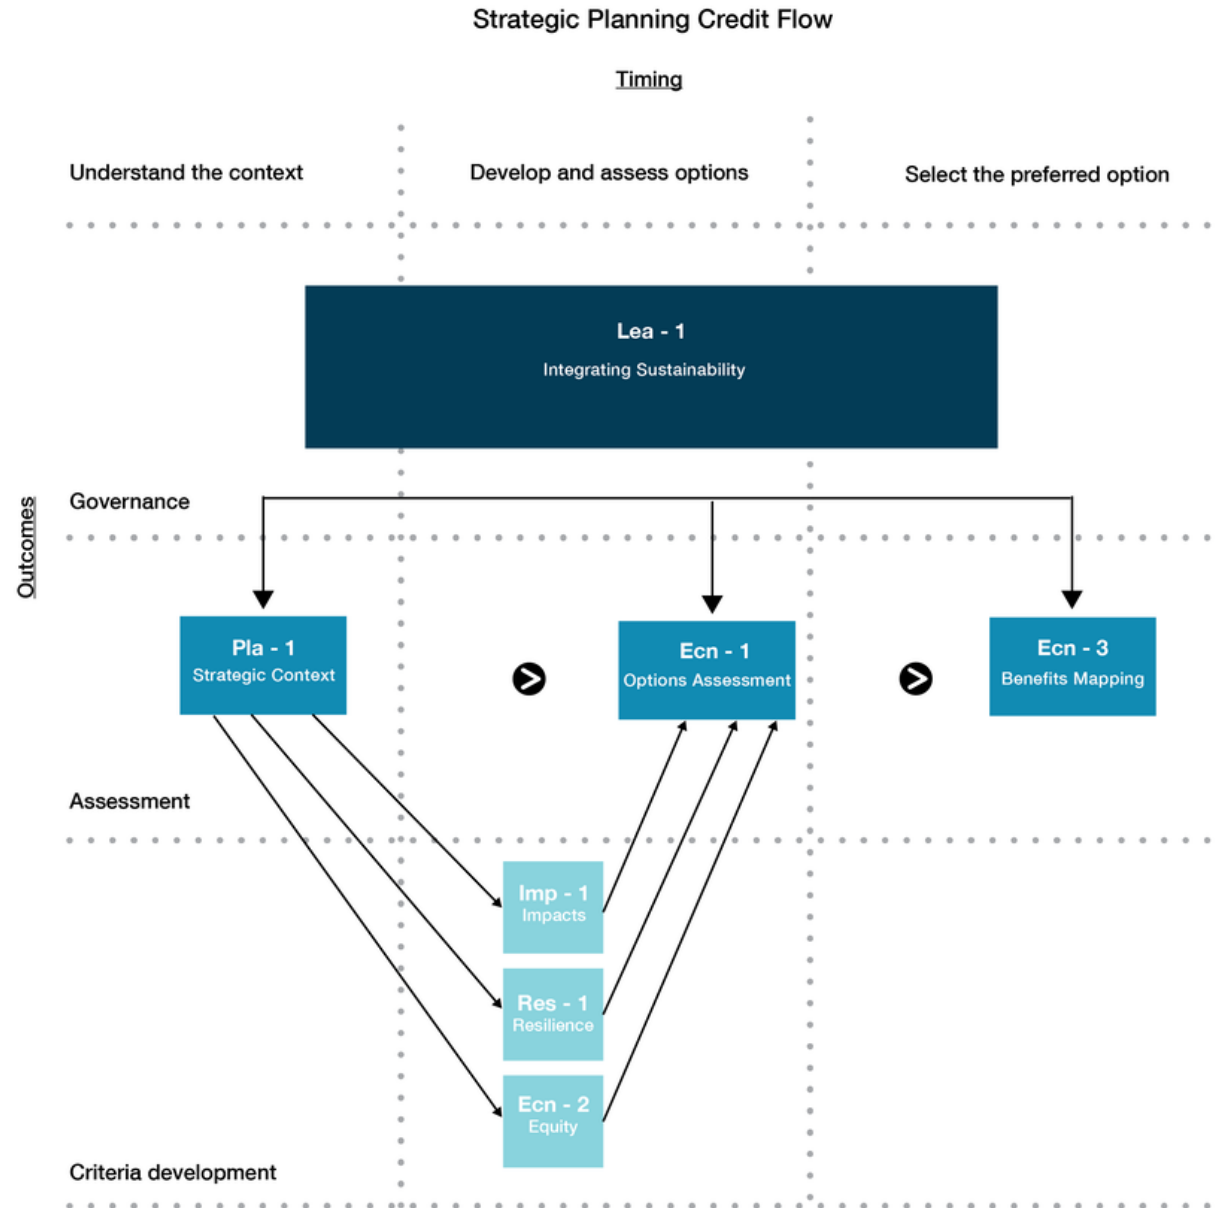 Strategic Planning Credit Flow
Timing
Understand the context
Develop and assess options
Select the preferred option
Lea - 1
Integrating Sustainability
Outcomes
Governance
Pla - 1
Strategic Context
Ecn - 1
Options Assessment
Ecn - 3
Benefits Mapping
Assessment
Imp - 1
Impacts
Res - 1
Resilience
Ecn - 2
Equity
Criteria development